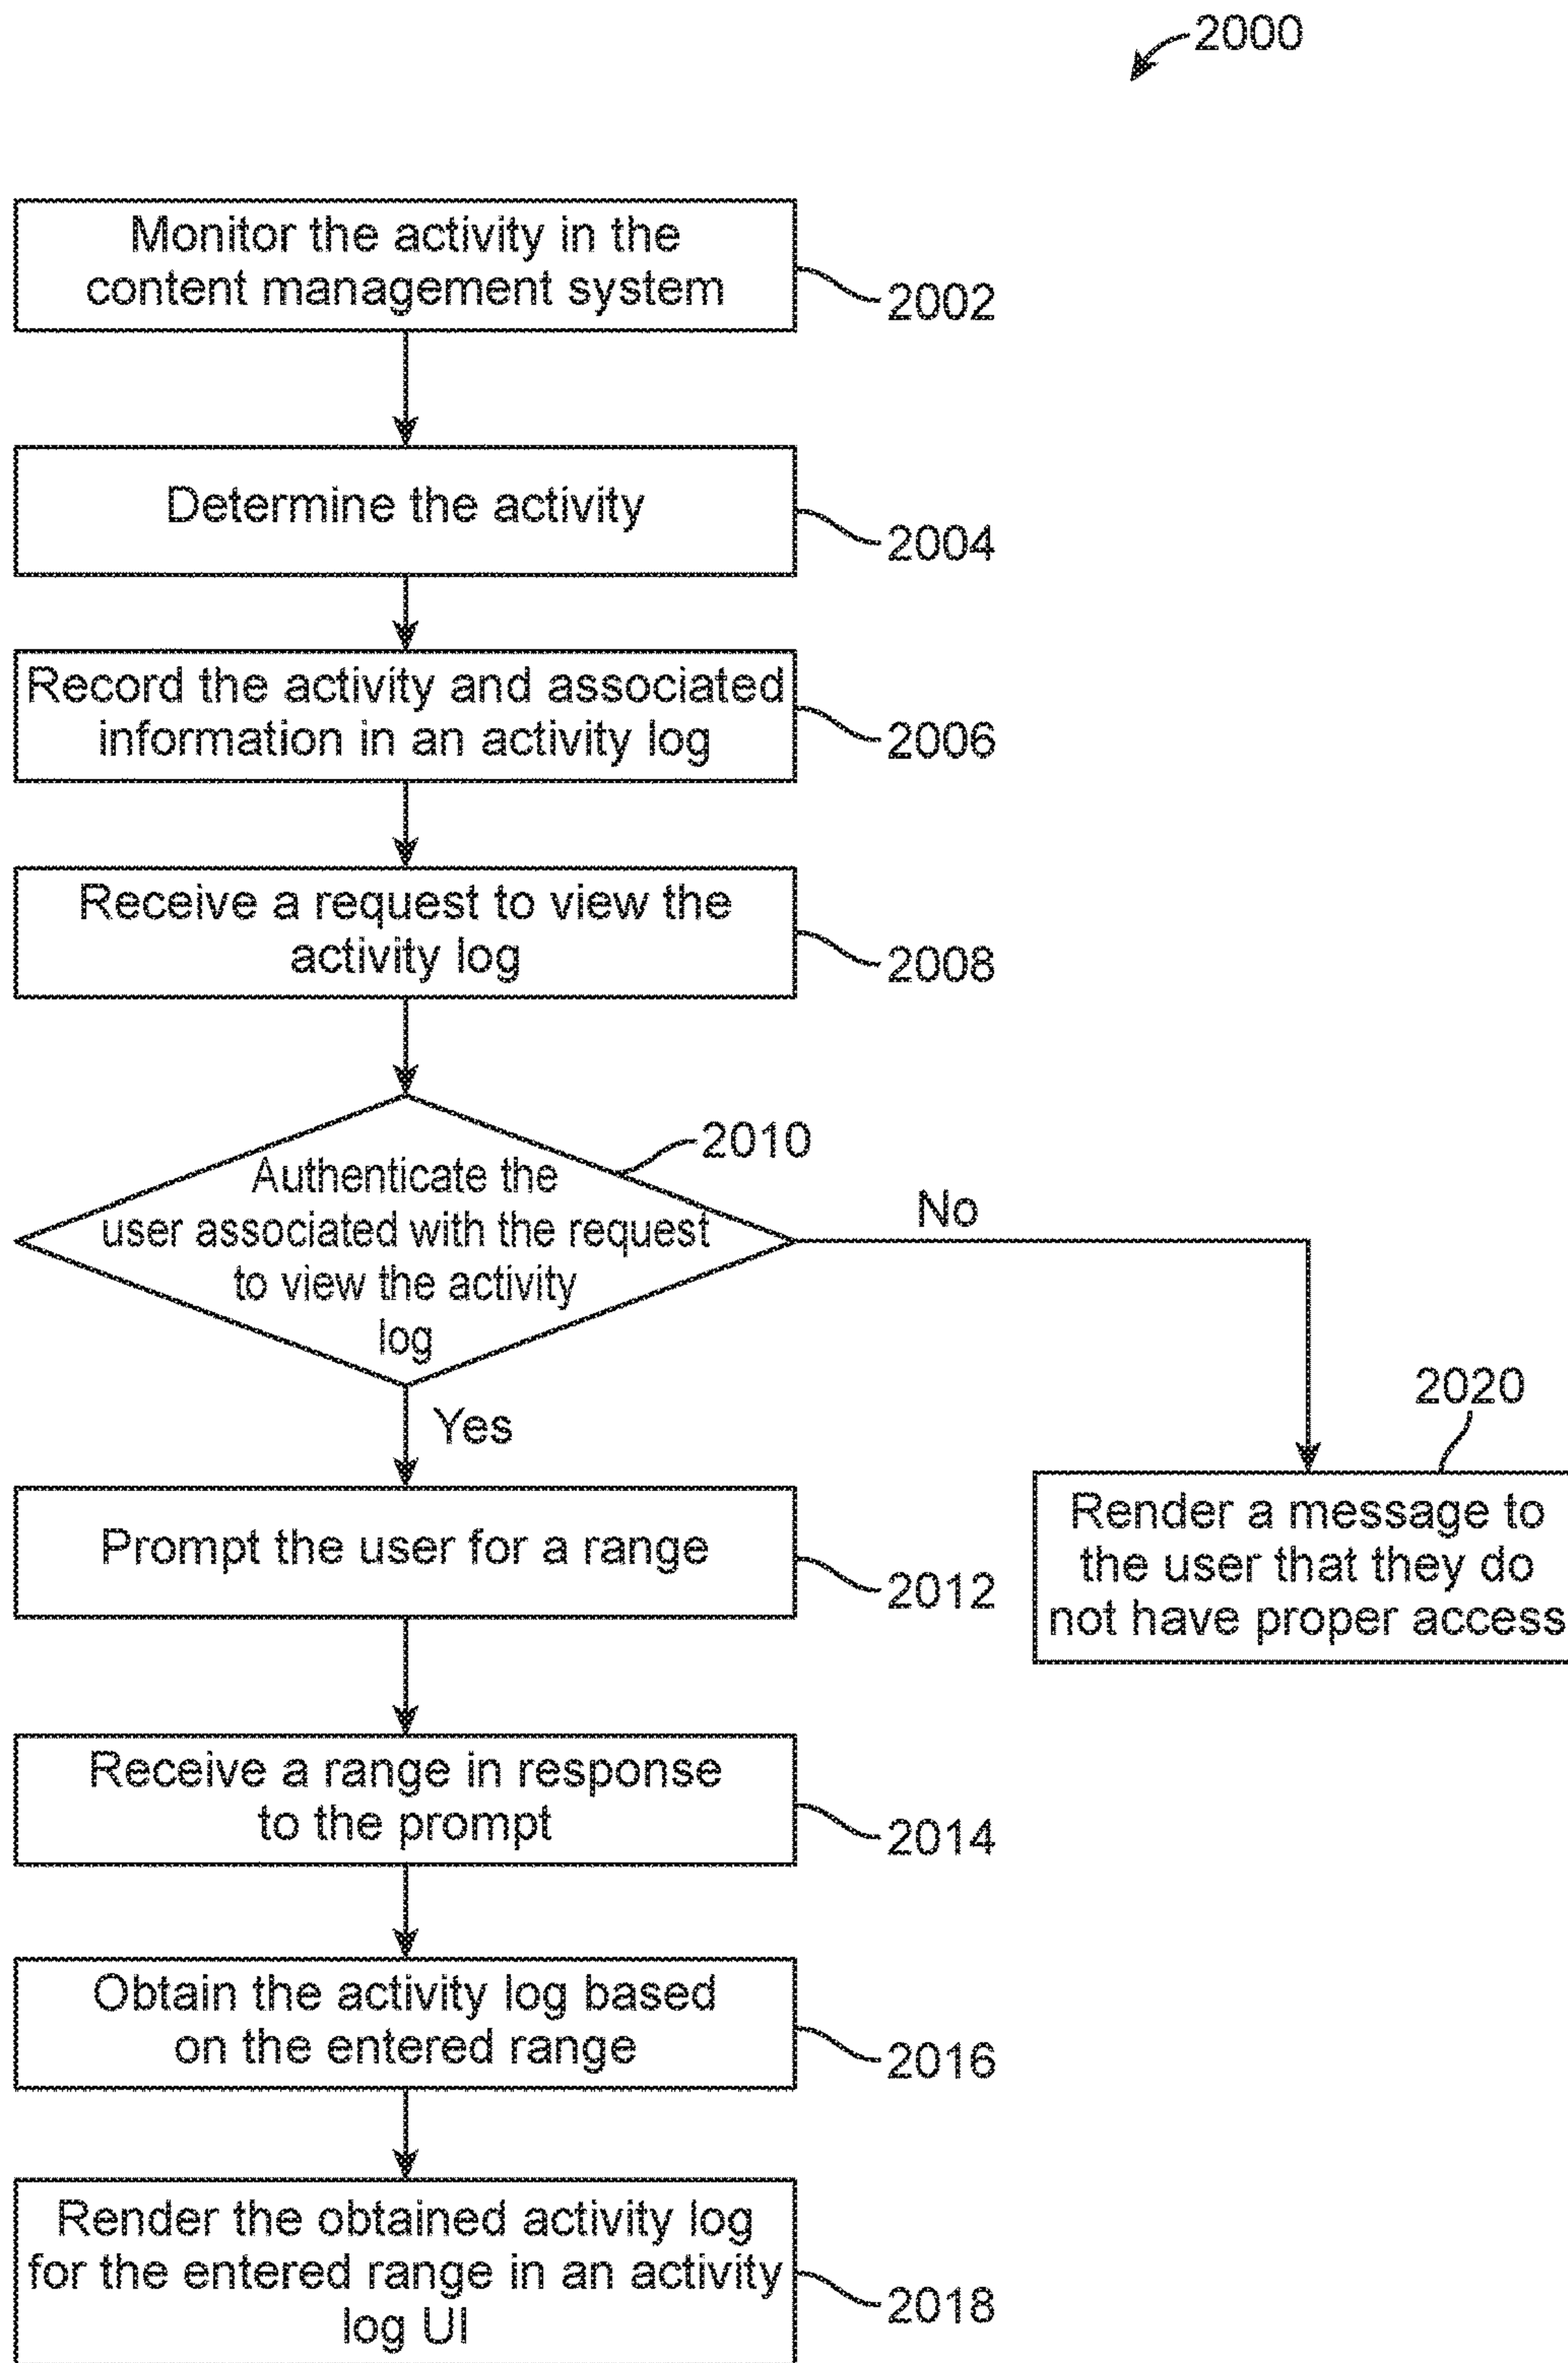 2000
Monitor the activity in the
content management system
2002
Determine the activity
2004
Record the activity and associated
information in an activity log
2006
Receive a request to view the
activity log
2008
2010
Authenticate the
user associated with the request
to view the activity
log
No
Yes
2020
Render a message to
the user that they do
not have proper access
Prompt the user for a range
2012
Receive a range in response
to the prompt
2014
Obtain the activity log based
on the entered range
2016
Render the obtained activity log
for the entered range in an activity
log UI
2018